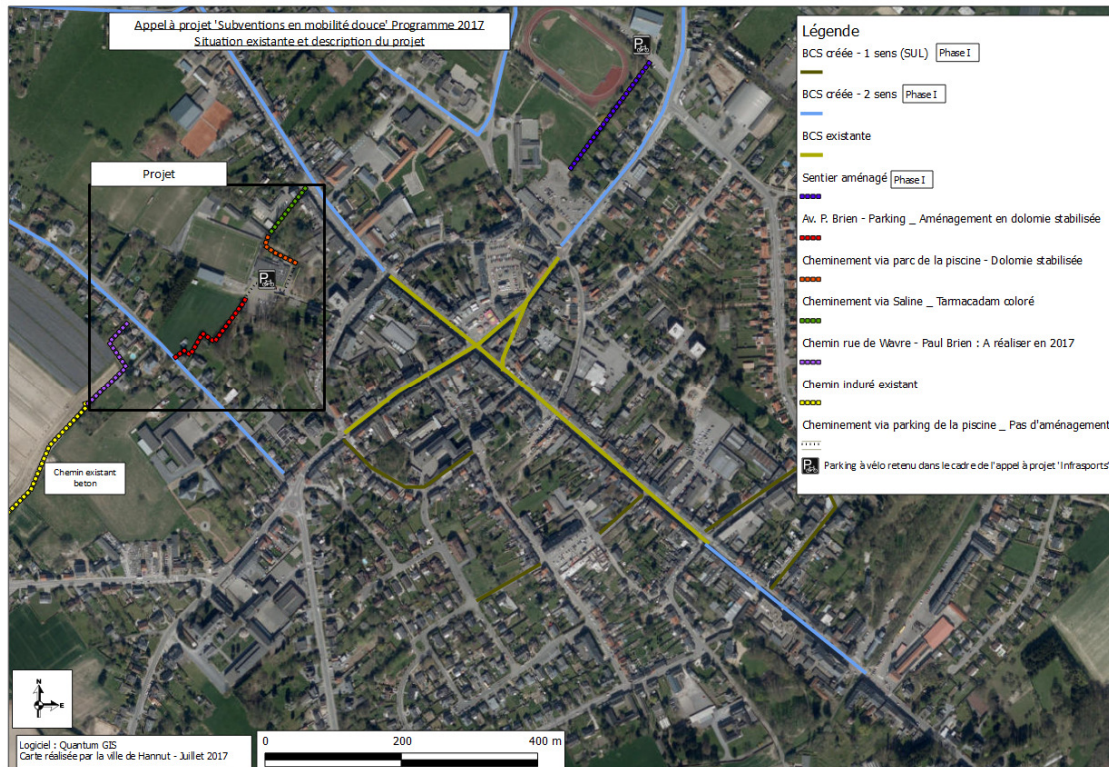 Appel à projet 'Subventions en mobilité douce' Programme 2017
Situation existante et description du projet
Légende
BCS créée - 1 sens (SUL) Phase I
BCS créée - 2 sens Phase I
BCS existante
Sentier aménagé Phase I
Av. P. Brien - Parking _ Aménagement en dolomie stabilisée
Cheminement via parc de la piscine - Dolomie stabilisée
Cheminement via Saline _ Tarmacadam coloré
Chemin rue de Wavre - Paul Brien : A réaliser en 2017
Chemin induré existant
Cheminement via parking de la piscine _ Pas d'aménagement
P Parking à vélo retenu dans le cadre de l'appel à projet 'Infrasports'
P
Projet
P
Chemin existant
beton
N
E
Logiciel : Quantum GIS
Carte réalisée par la ville de Hannut - Juillet 2017
0 200 400 m